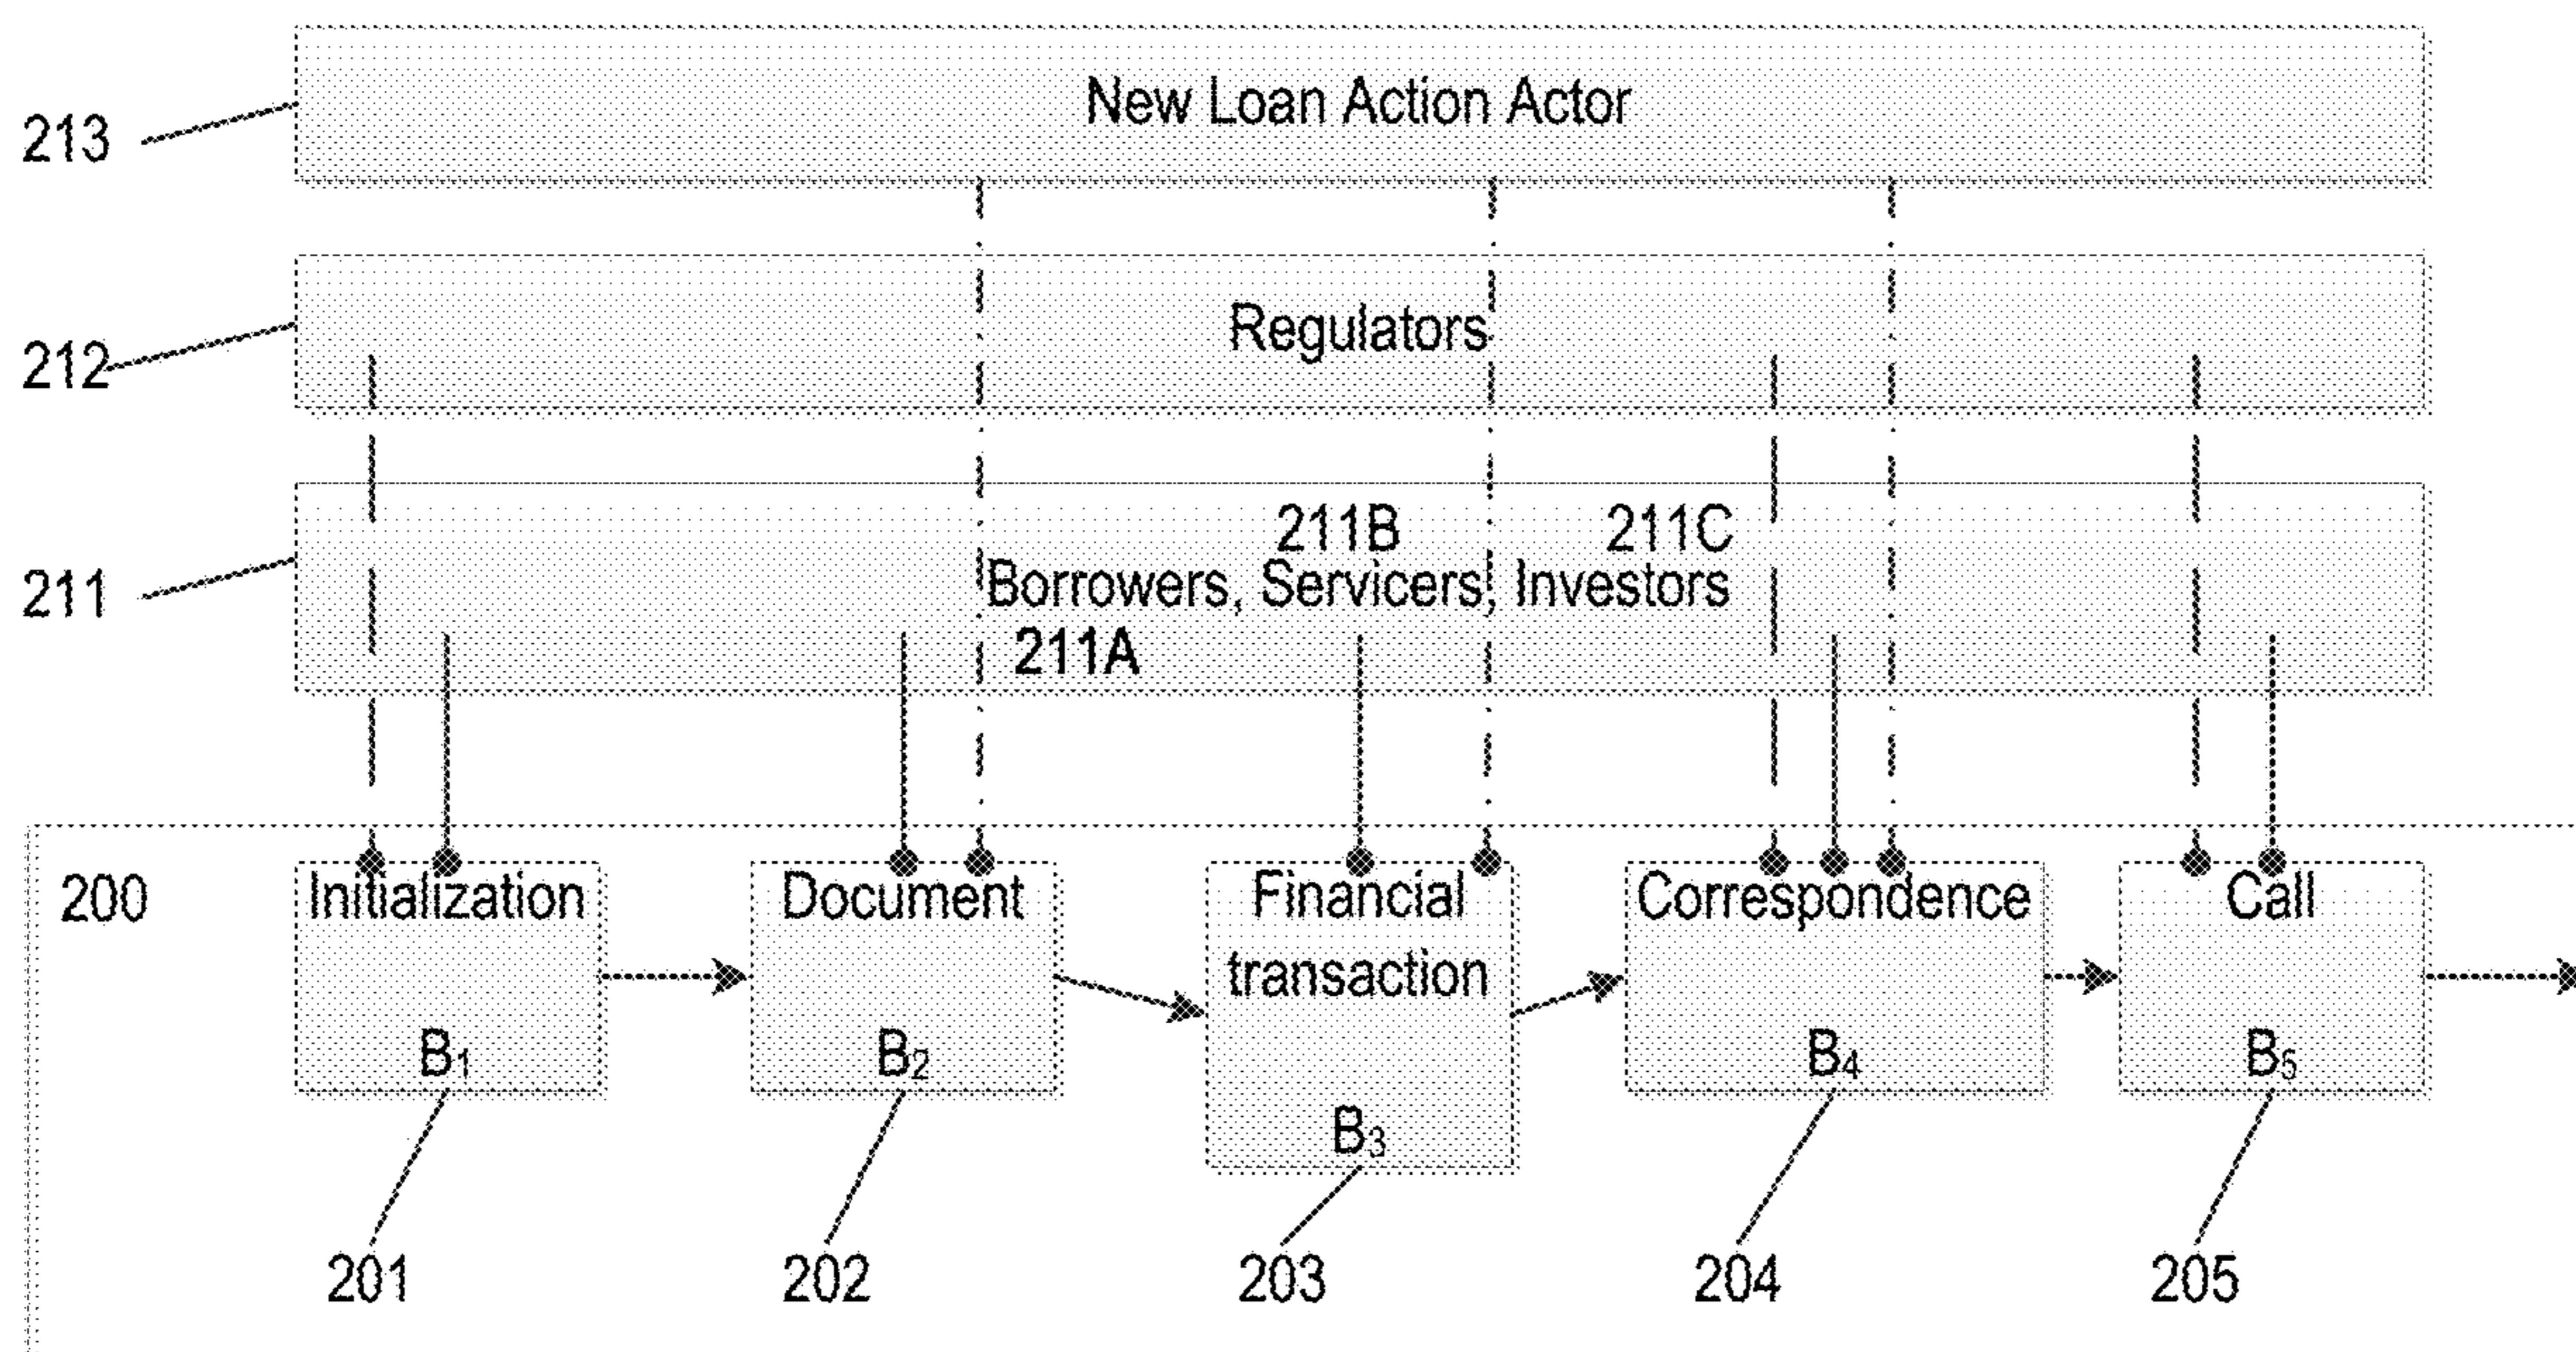 New Loan Action Actor
213
Regulators
212
211B 211C
Borrowers, Servicers, Investors
211
211A
200
Initialization
B1
Document
B2
Financial
transaction
B3
Correspondence
B4
Call
B5
201
202
203
204
205